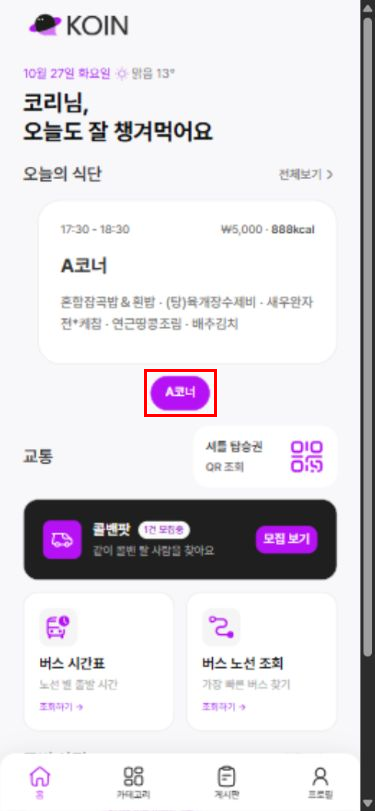 KOIN
10월 27일 화요일 맑음 13°
코리님,
오늘도 잘 챙겨먹어요
오늘의 식단 전체보기 >
17:30 - 18:30 ₩5,000 · 888kcal
A코너
혼합잡곡밥&흰밥 · (당)육개장수제비 · 새우완자
전*케찹 · 연근땅콩조림 · 배추김치
A코너
교통
셔틀 탑승권
QR 조회
콜밴팟 1건 모집중
같이 콜밴 탈 사람을 찾아요
모집 보기
버스 시간표
노선 별 출발 시간
조회하기 →
버스 노선 조회
가장 빠른 버스 찾기
조회하기 →
홈 카테고리 게시판 프로필